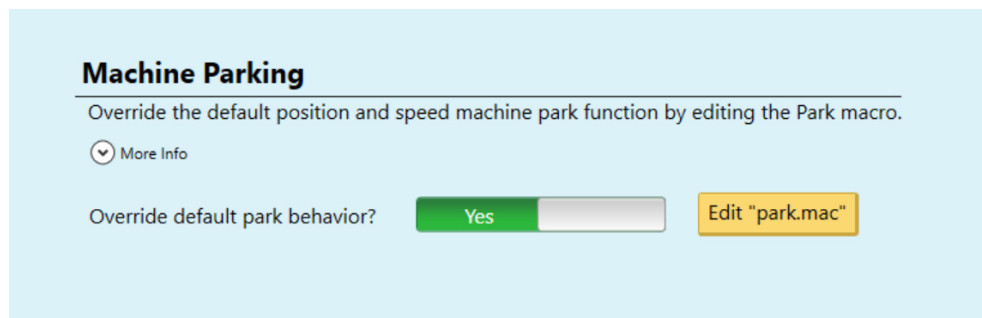 Machine Parking
Override the default position and speed machine park function by editing the Park macro.
More Info
Override default park behavior? Yes Edit "park.mac"